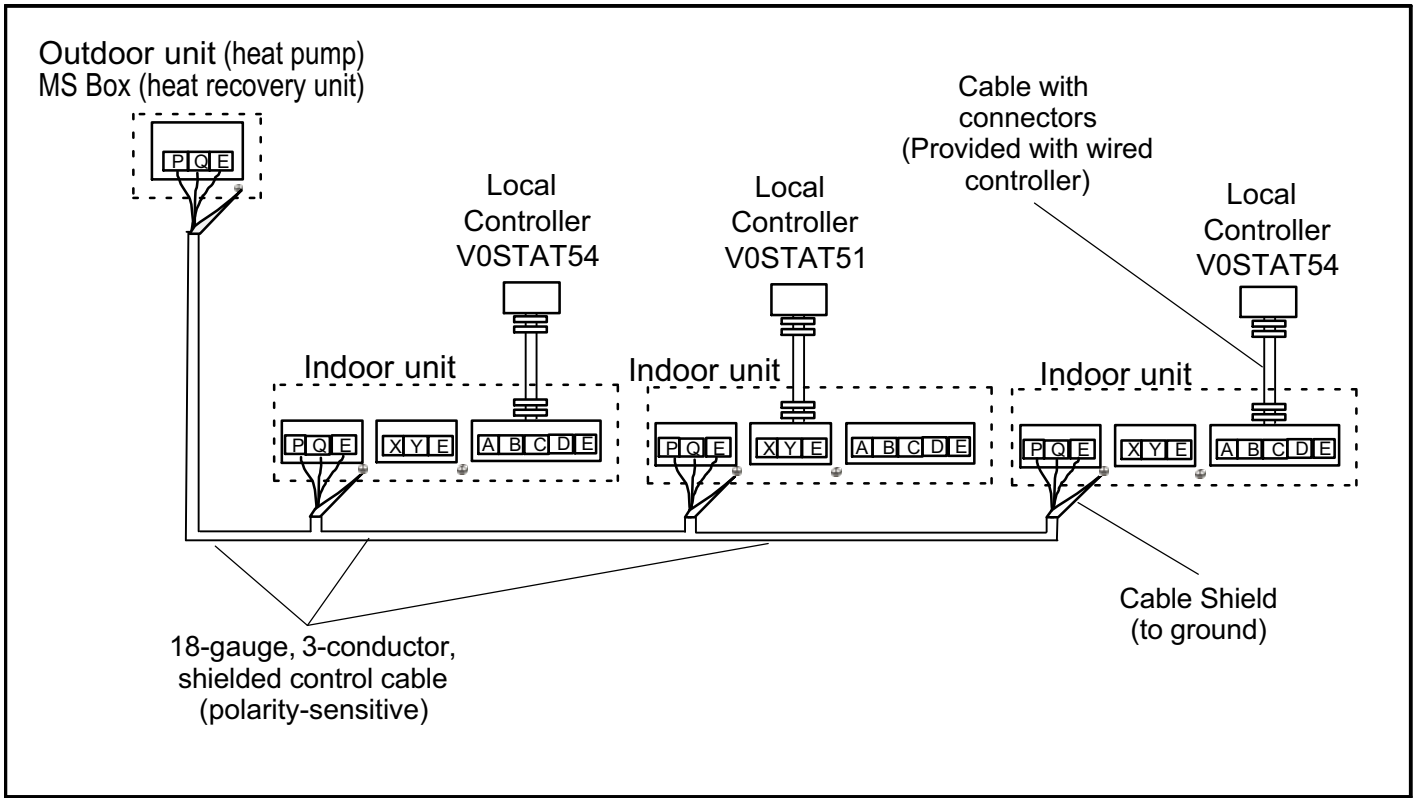 Outdoor unit (heat pump)
MS Box (heat recovery unit)
P Q E
Local
Controller
V0STAT54
Local
Controller
V0STAT51
Cable with
connectors
(Provided with wired
controller)
Local
Controller
V0STAT54
Indoor unit
P Q E
X Y E
A B C D E
Indoor unit
P Q E
X Y E
A B C D E
Indoor unit
P Q E
X Y E
A B C D E
18-gauge, 3-conductor,
shielded control cable
(polarity-sensitive)
Cable Shield
(to ground)